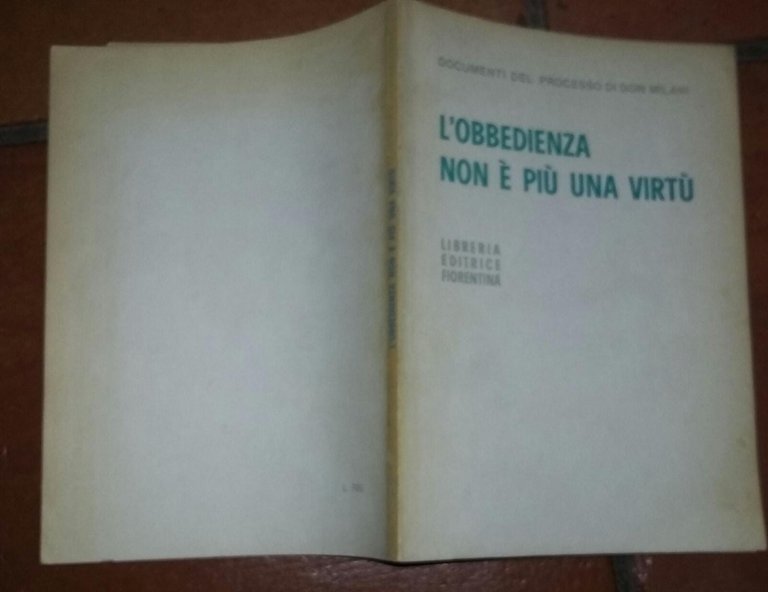 DOCUMENTI DEL PROCESSO DI DON MILANI
L'OBBEDIENZA
NON È PIÙ UNA VIRTÙ
LIBRERIA
EDITRICE
FIORENTINA
L'OBBEDIENZA NON È PIÙ UNA VIRTÙ
L.